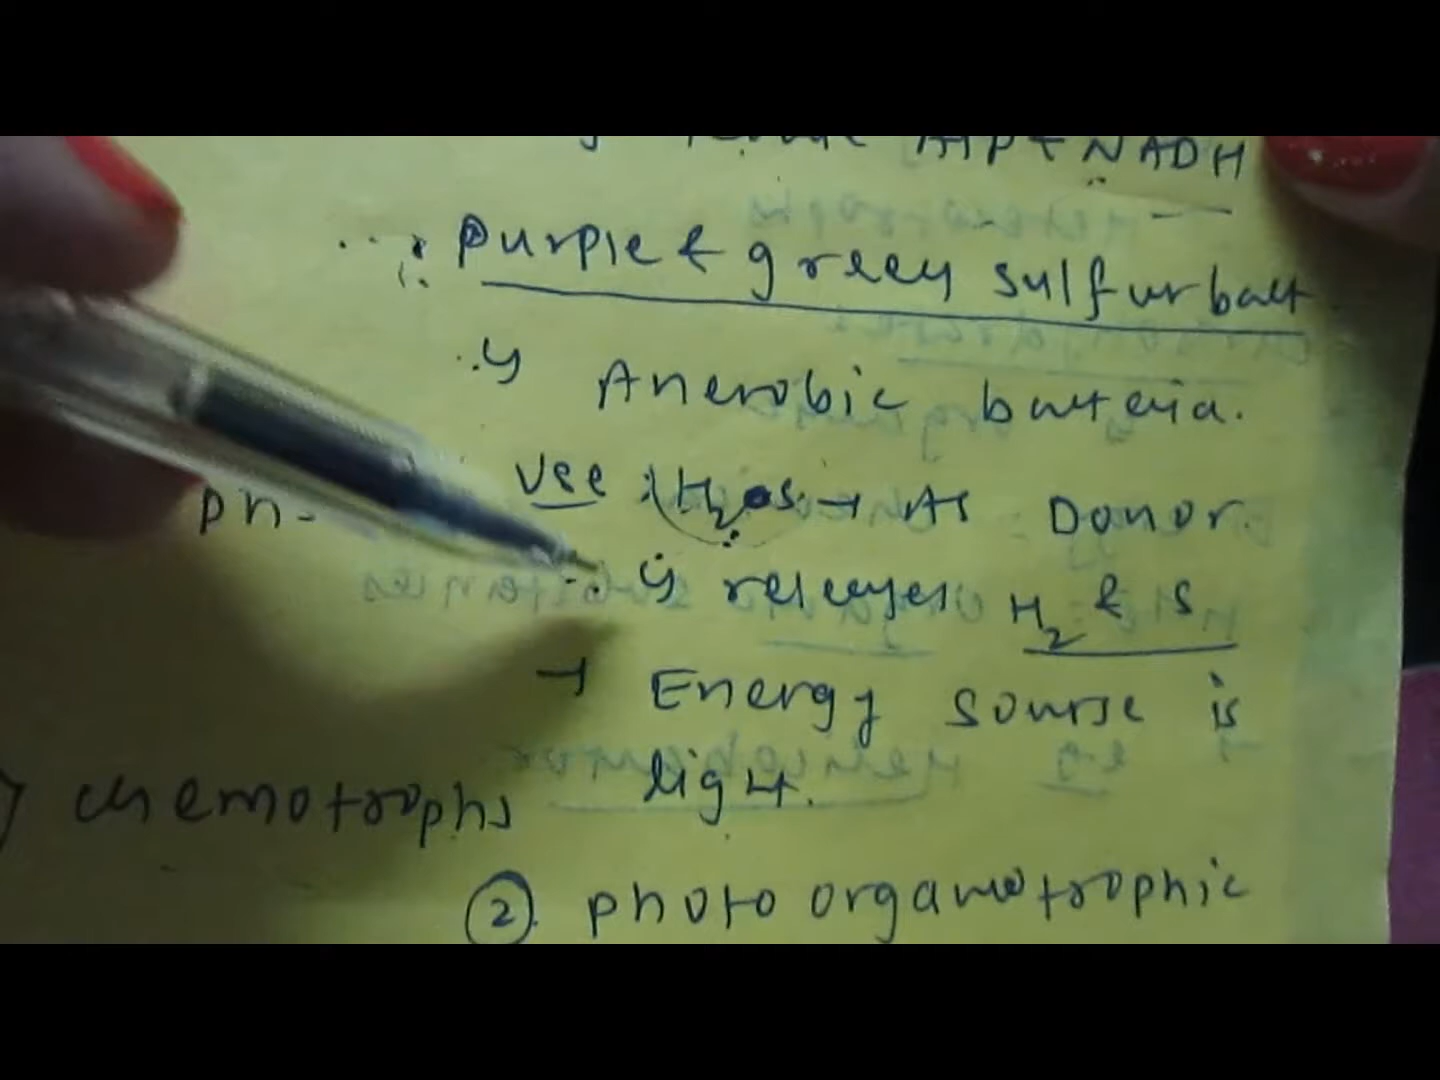 ATP + NADH
Purple & green sulfur bact
Anerobic bacteria.
Use H2S → As Donor
ph-
releases H2 & S
→ Energy sourse is
chemotrophs light.
② photo organotrophic